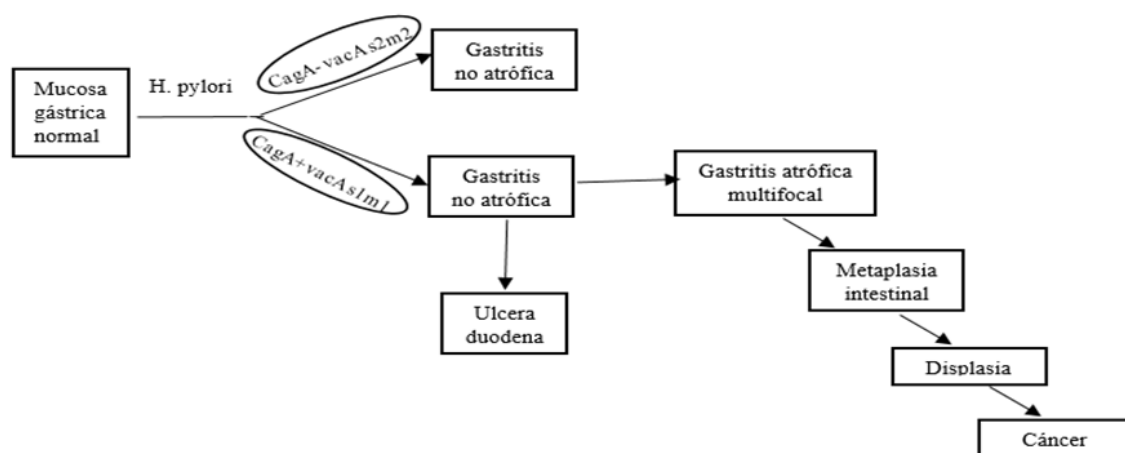 CagA-vacAs2m2
Gastritis
no atrófica
Mucosa
gástrica
normal
H. pylori
CagA+vacAs1m1
Gastritis
no atrófica
Gastritis atrófica
multifocal
Metaplasia
intestinal
Ulcera
duodena
Displasia
Cáncer